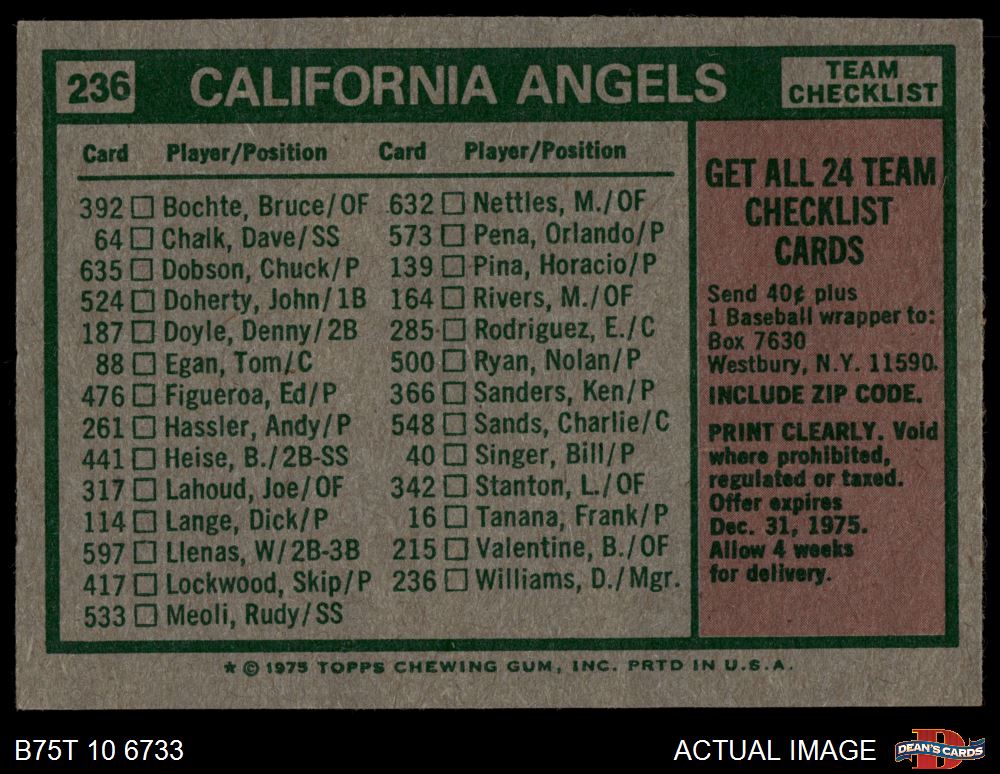 236 CALIFORNIA ANGELS TEAM CHECKLIST
Card Player/Position Card Player/Position
392 □ Bochte, Bruce/OF
64 □ Chalk, Dave/SS
635 □ Dobson, Chuck/P
524 □ Doherty, John/1B
187 □ Doyle, Denny/2B
88 □ Egan, Tom/C
476 □ Figueroa, Ed/P
261 □ Hassler, Andy/P
441 □ Heise, B./2B-SS
317 □ Lahoud, Joe/OF
114 □ Lange, Dick/P
597 □ Llenas, W/2B-3B
417 □ Lockwood, Skip/P
533 □ Meoli, Rudy/SS
632 □ Nettles, M./OF
573 □ Pena, Orlando/P
139 □ Pina, Horacio/P
164 □ Rivers, M./OF
285 □ Rodriguez, E./C
500 □ Ryan, Nolan/P
366 □ Sanders, Ken/P
548 □ Sands, Charlie/C
40 □ Singer, Bill/P
342 □ Stanton, L./OF
16 □ Tanana, Frank/P
215 □ Valentine, B./OF
236 □ Williams, D./Mgr.
GET ALL 24 TEAM
CHECKLIST
CARDS
Send 40¢ plus
1 Baseball wrapper to:
Box 7630
Westbury, N.Y. 11590.
INCLUDE ZIP CODE.
PRINT CLEARLY. Void
where prohibited,
regulated or taxed.
Offer expires
Dec. 31, 1975.
Allow 4 weeks
for delivery.
★ © 1975 TOPPS CHEWING GUM, INC. PRTD IN U.S.A.
B75T 10 6733
ACTUAL IMAGE
D
DEAN'S CARDS